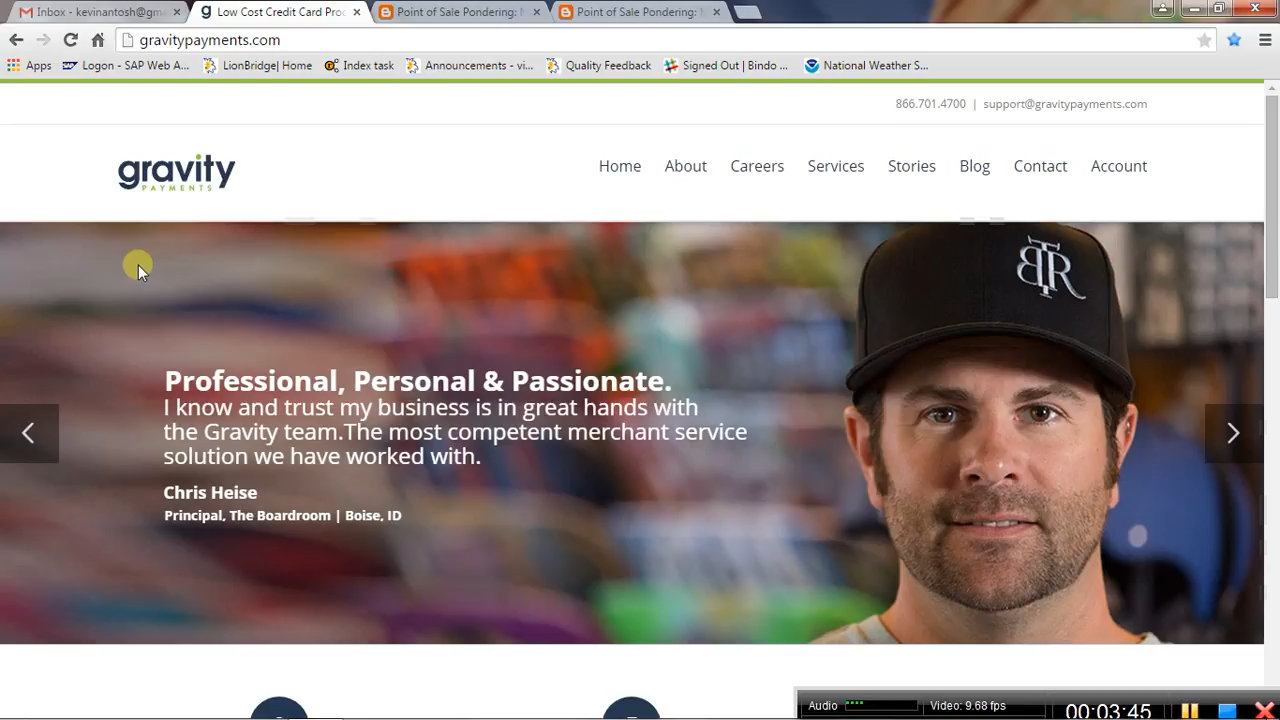 Inbox - kevinantosh@gm
Low Cost Credit Card Proc
Point of Sale Pondering: M
Point of Sale Pondering: M
gravitypayments.com
Apps
Logon - SAP Web A...
LionBridge| Home
Index task
Announcements - vi...
Quality Feedback
Signed Out | Bindo ...
National Weather S...
866.701.4700 | support@gravitypayments.com
gravity
PAYMENTS
Home
About
Careers
Services
Stories
Blog
Contact
Account
BTR
Professional, Personal & Passionate.
I know and trust my business is in great hands with
the Gravity team.The most competent merchant service
solution we have worked with.
Chris Heise
Principal, The Boardroom | Boise, ID
Audio
Video: 9.68 fps
00:03:45